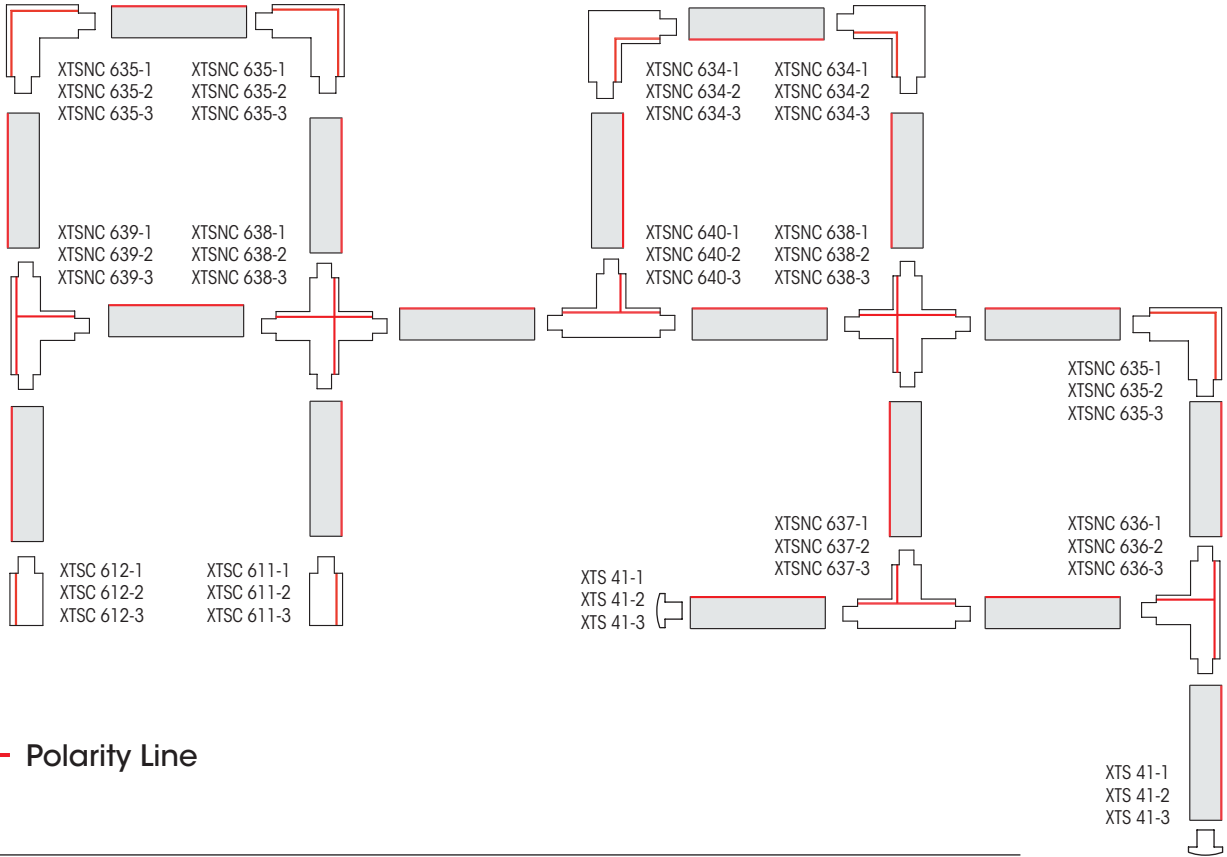 XTSNC 635-1
XTSNC 635-2
XTSNC 635-3
XTSNC 635-1
XTSNC 635-2
XTSNC 635-3
XTSNC 634-1
XTSNC 634-2
XTSNC 634-3
XTSNC 634-1
XTSNC 634-2
XTSNC 634-3
XTSNC 639-1
XTSNC 639-2
XTSNC 639-3
XTSNC 638-1
XTSNC 638-2
XTSNC 638-3
XTSNC 640-1
XTSNC 640-2
XTSNC 640-3
XTSNC 638-1
XTSNC 638-2
XTSNC 638-3
XTSNC 635-1
XTSNC 635-2
XTSNC 635-3
XTSC 612-1
XTSC 612-2
XTSC 612-3
XTSC 611-1
XTSC 611-2
XTSC 611-3
XTS 41-1
XTS 41-2
XTS 41-3
XTSNC 637-1
XTSNC 637-2
XTSNC 637-3
XTSNC 636-1
XTSNC 636-2
XTSNC 636-3
Polarity Line
XTS 41-1
XTS 41-2
XTS 41-3